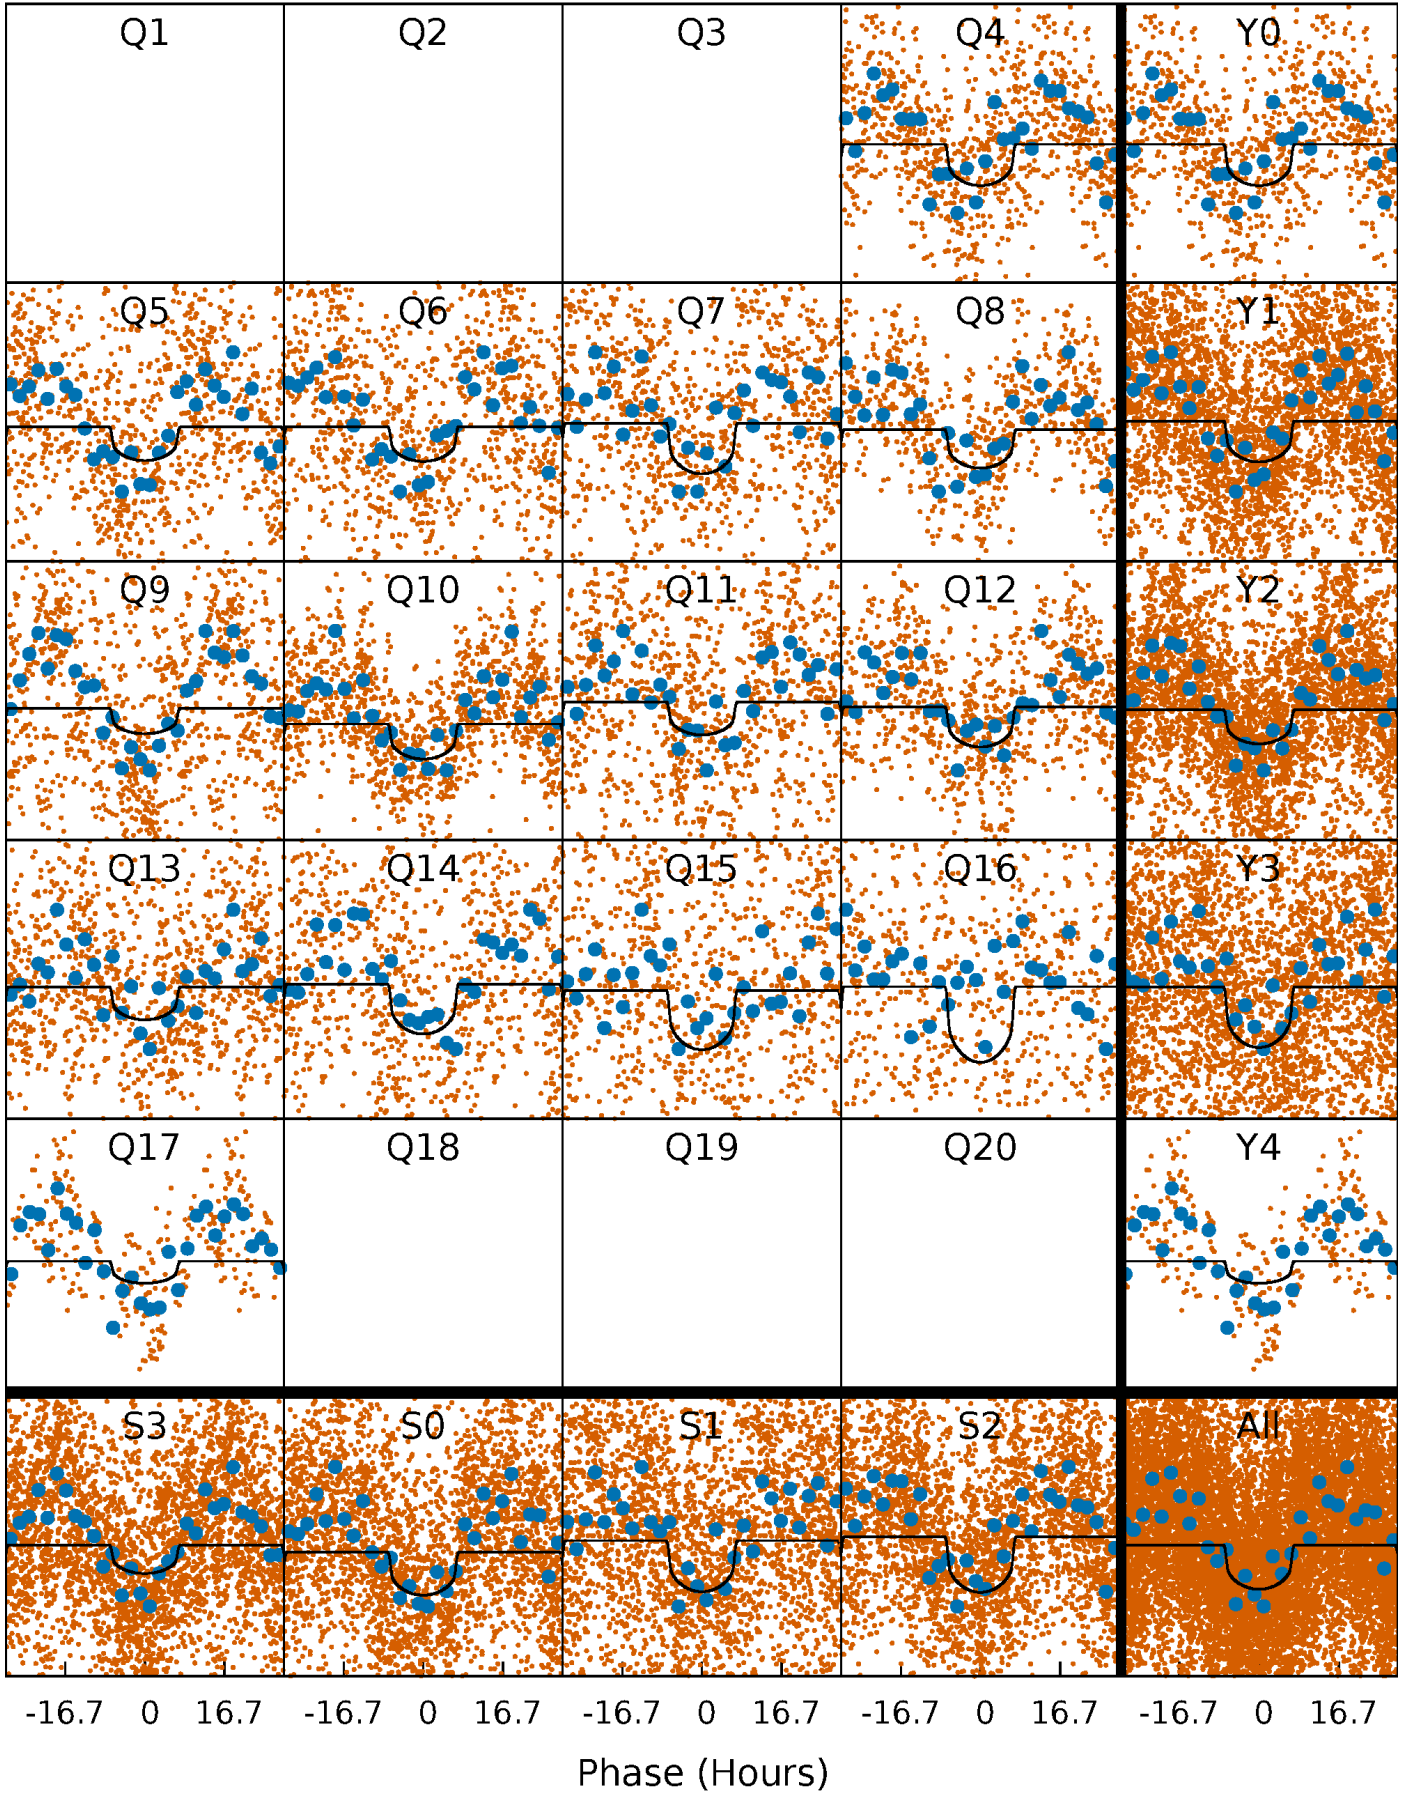 Q1 Q2 Q3 Q4 Y0
Q5 Q6 Q7 Q8 Y1
Q9 Q10 Q11 Q12 Y2
Q13 Q14 Q15 Q16 Y3
Q17 Q18 Q19 Q20 Y4
S3 S0 S1 S2 All
-16.7 0 16.7 -16.7 0 16.7 -16.7 0 16.7 -16.7 0 16.7 -16.7 0 16.7
Phase (Hours)